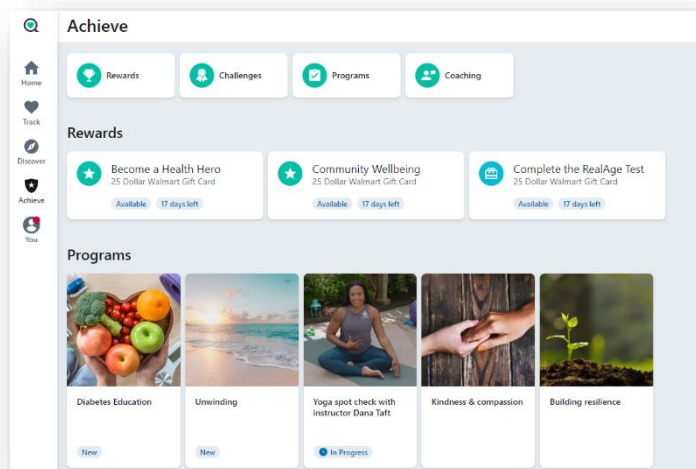 Achieve
Home
Track
Discover
Achieve
You
Rewards
Challenges
Programs
Coaching
Rewards
Become a Health Hero
25 Dollar Walmart Gift Card
Available 17 days left
Community Wellbeing
25 Dollar Walmart Gift Card
Available 17 days left
Complete the RealAge Test
25 Dollar Walmart Gift Card
Available 17 days left
Programs
Diabetes Education
New
Unwinding
New
Yoga spot check with
instructor Dana Taft
In Progress
Kindness & compassion
Building resilience